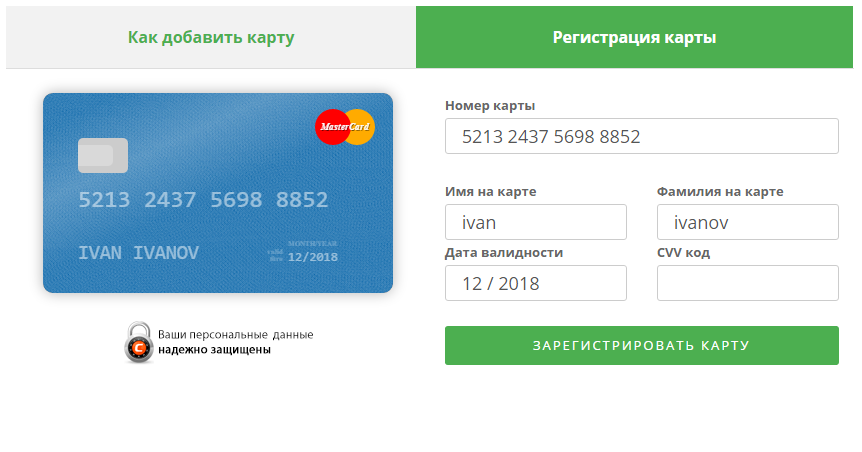 Как добавить карту
Регистрация карты
MasterCard
5213 2437 5698 8852
MONTH/YEAR
valid
thru
12/2018
IVAN IVANOV
Ваши персональные данные
надежно защищены
Номер карты
5213 2437 5698 8852
Имя на карте
Фамилия на карте
ivan
ivanov
Дата валидности
CVV код
12 / 2018
ЗАРЕГИСТРИРОВАТЬ КАРТУ